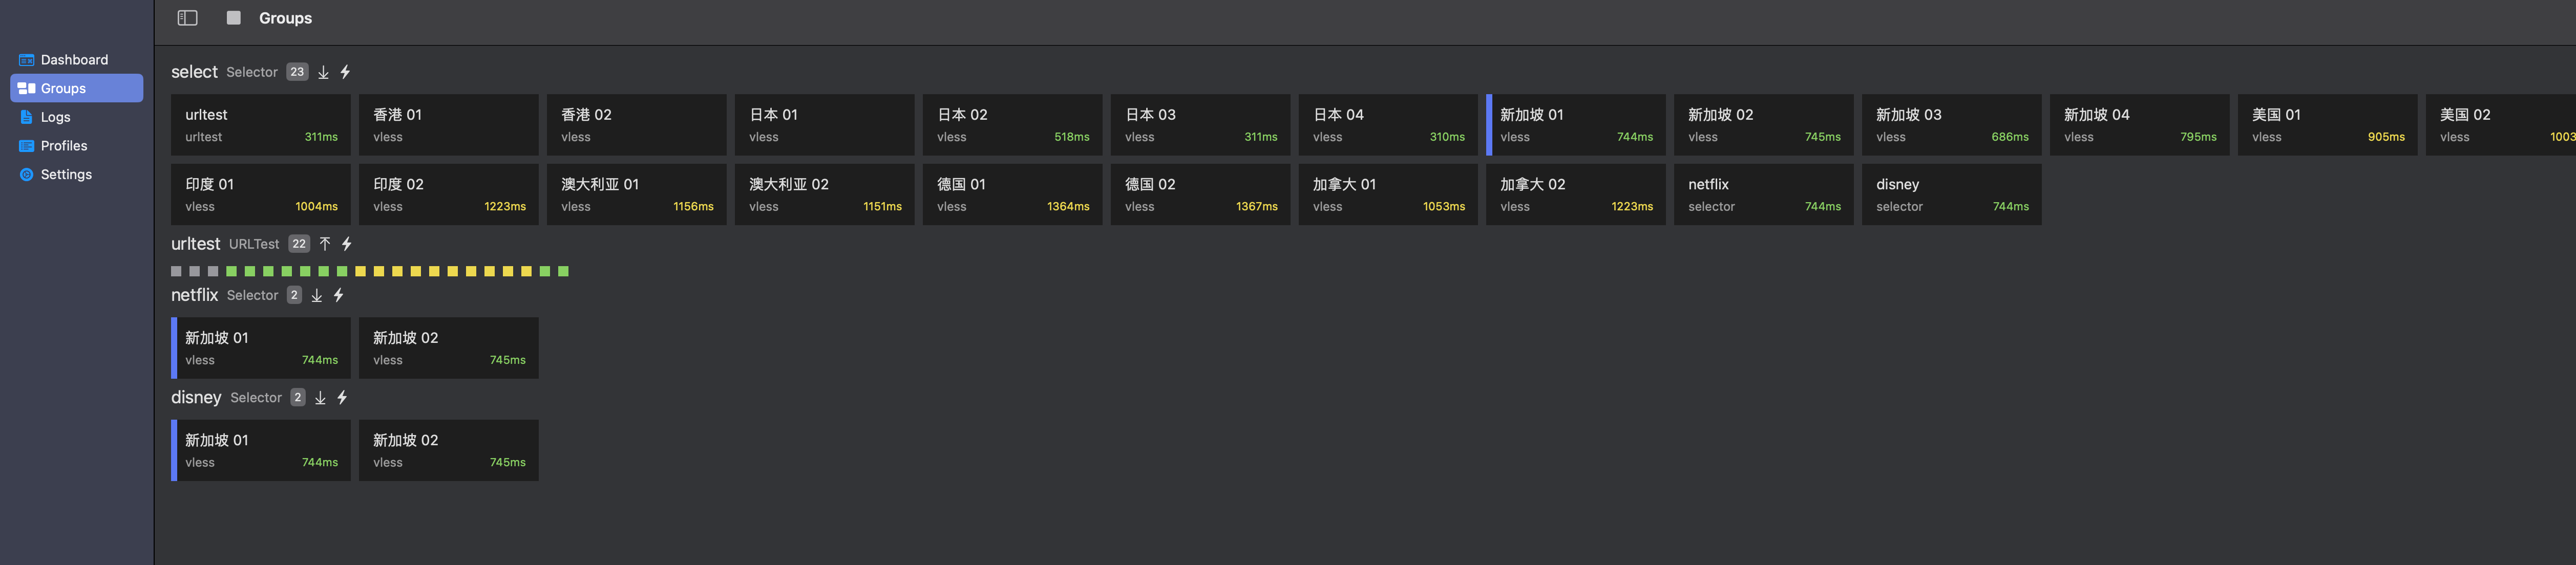 Groups
Dashboard
Groups
Logs
Profiles
Settings
select Selector 23
urltest
urltest 311ms
香港 01
vless
香港 02
vless
日本 01
vless
日本 02
vless 518ms
日本 03
vless 311ms
日本 04
vless 310ms
新加坡 01
vless 744ms
新加坡 02
vless 745ms
新加坡 03
vless 686ms
新加坡 04
vless 795ms
美国 01
vless 905ms
美国 02
vless 1003
印度 01
vless 1004ms
印度 02
vless 1223ms
澳大利亚 01
vless 1156ms
澳大利亚 02
vless 1151ms
德国 01
vless 1364ms
德国 02
vless 1367ms
加拿大 01
vless 1053ms
加拿大 02
vless 1223ms
netflix
selector 744ms
disney
selector 744ms
urltest URLTest 22
netflix Selector 2
新加坡 01
vless 744ms
新加坡 02
vless 745ms
disney Selector 2
新加坡 01
vless 744ms
新加坡 02
vless 745ms